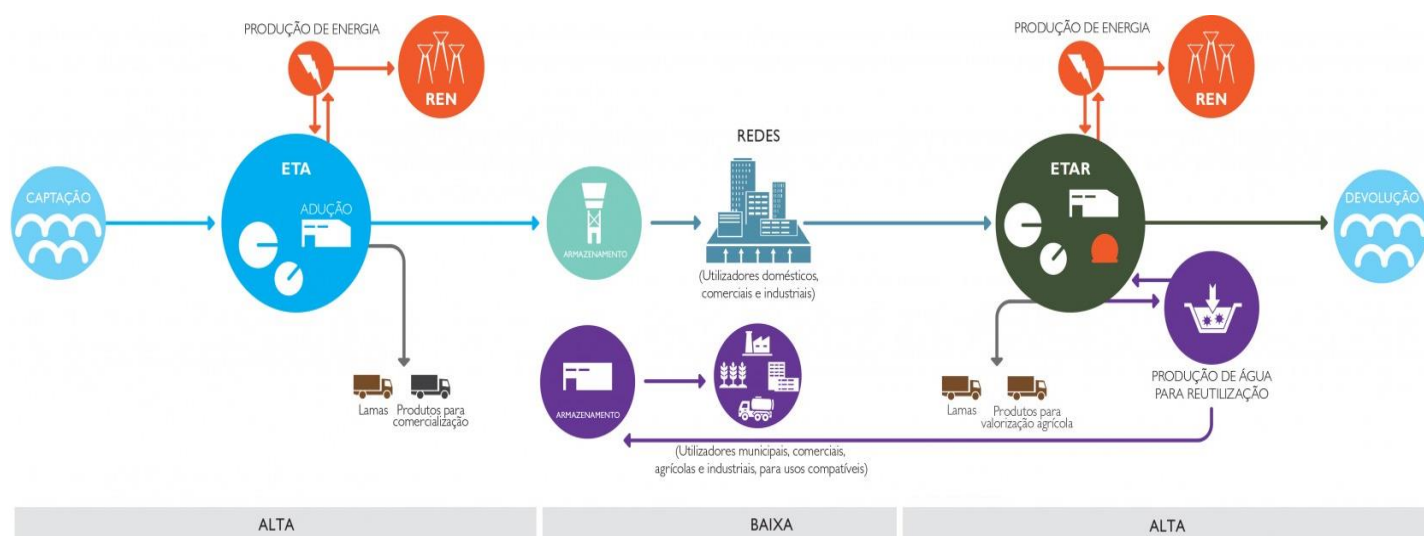 PRODUÇÃO DE ENERGIA
REN
ETA
CAPTAÇÃO
ADUÇÃO
Lamas
Produtos para
comercialização
ARMAZENAMENTO
REDES
(Utilizadores domésticos,
comerciais e industriais)
ARMAZENAMENTO
(Utilizadores municipais, comerciais,
agrícolas e industriais, para usos compatíveis)
PRODUÇÃO DE ENERGIA
REN
ETAR
DEVOLUÇÃO
Lamas
Produtos para
valorização agrícola
PRODUÇÃO DE ÁGUA
PARA REUTILIZAÇÃO
ALTA
BAIXA
ALTA